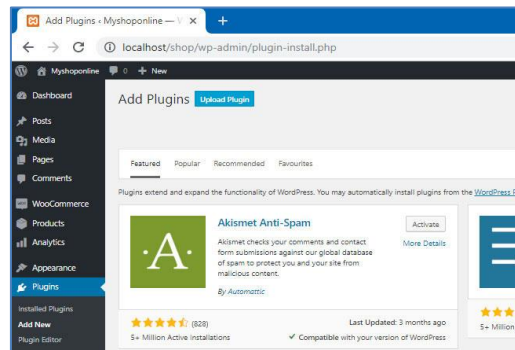 Add Plugins ‹ Myshoponline —
localhost/shop/wp-admin/plugin-install.php
Myshoponline 0 + New
Dashboard
Posts
Media
Pages
Comments
WooCommerce
Products
Analytics
Appearance
Plugins
Installed Plugins
Add New
Plugin Editor
Add Plugins Upload Plugin
Featured Popular Recommended Favourites
Plugins extend and expand the functionality of WordPress. You may automatically install plugins from the WordPress
Akismet Anti-Spam
Activate
More Details
Akismet checks your comments and contact
form submissions against our global database
of spam to protect you and your site from
malicious content.
By Automattic
(828)
5+ Million Active Installations
Last Updated: 3 months ago
✓ Compatible with your version of WordPress
5+ Million